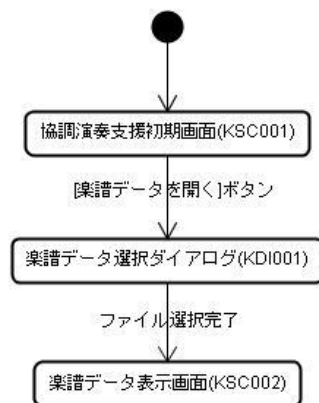 協調演奏支援初期画面(KSC001)
[楽譜データを開く]ボタン
楽譜データ選択ダイアログ(KDI001)
ファイル選択完了
楽譜データ表示画面(KSC002)